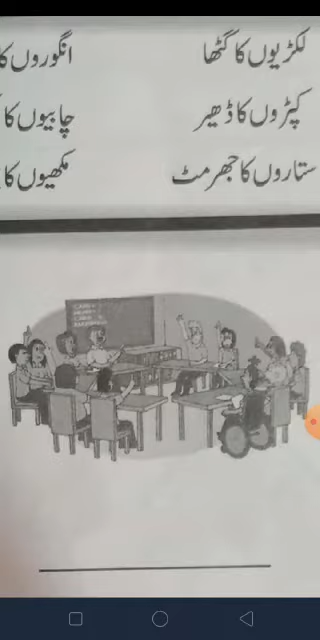 لکڑیوں کا گٹھا
انگوروں کا
کپڑوں کا ڈھیر
چابیوں کا
ستاروں کا جھرمٹ
مکھیوں کا